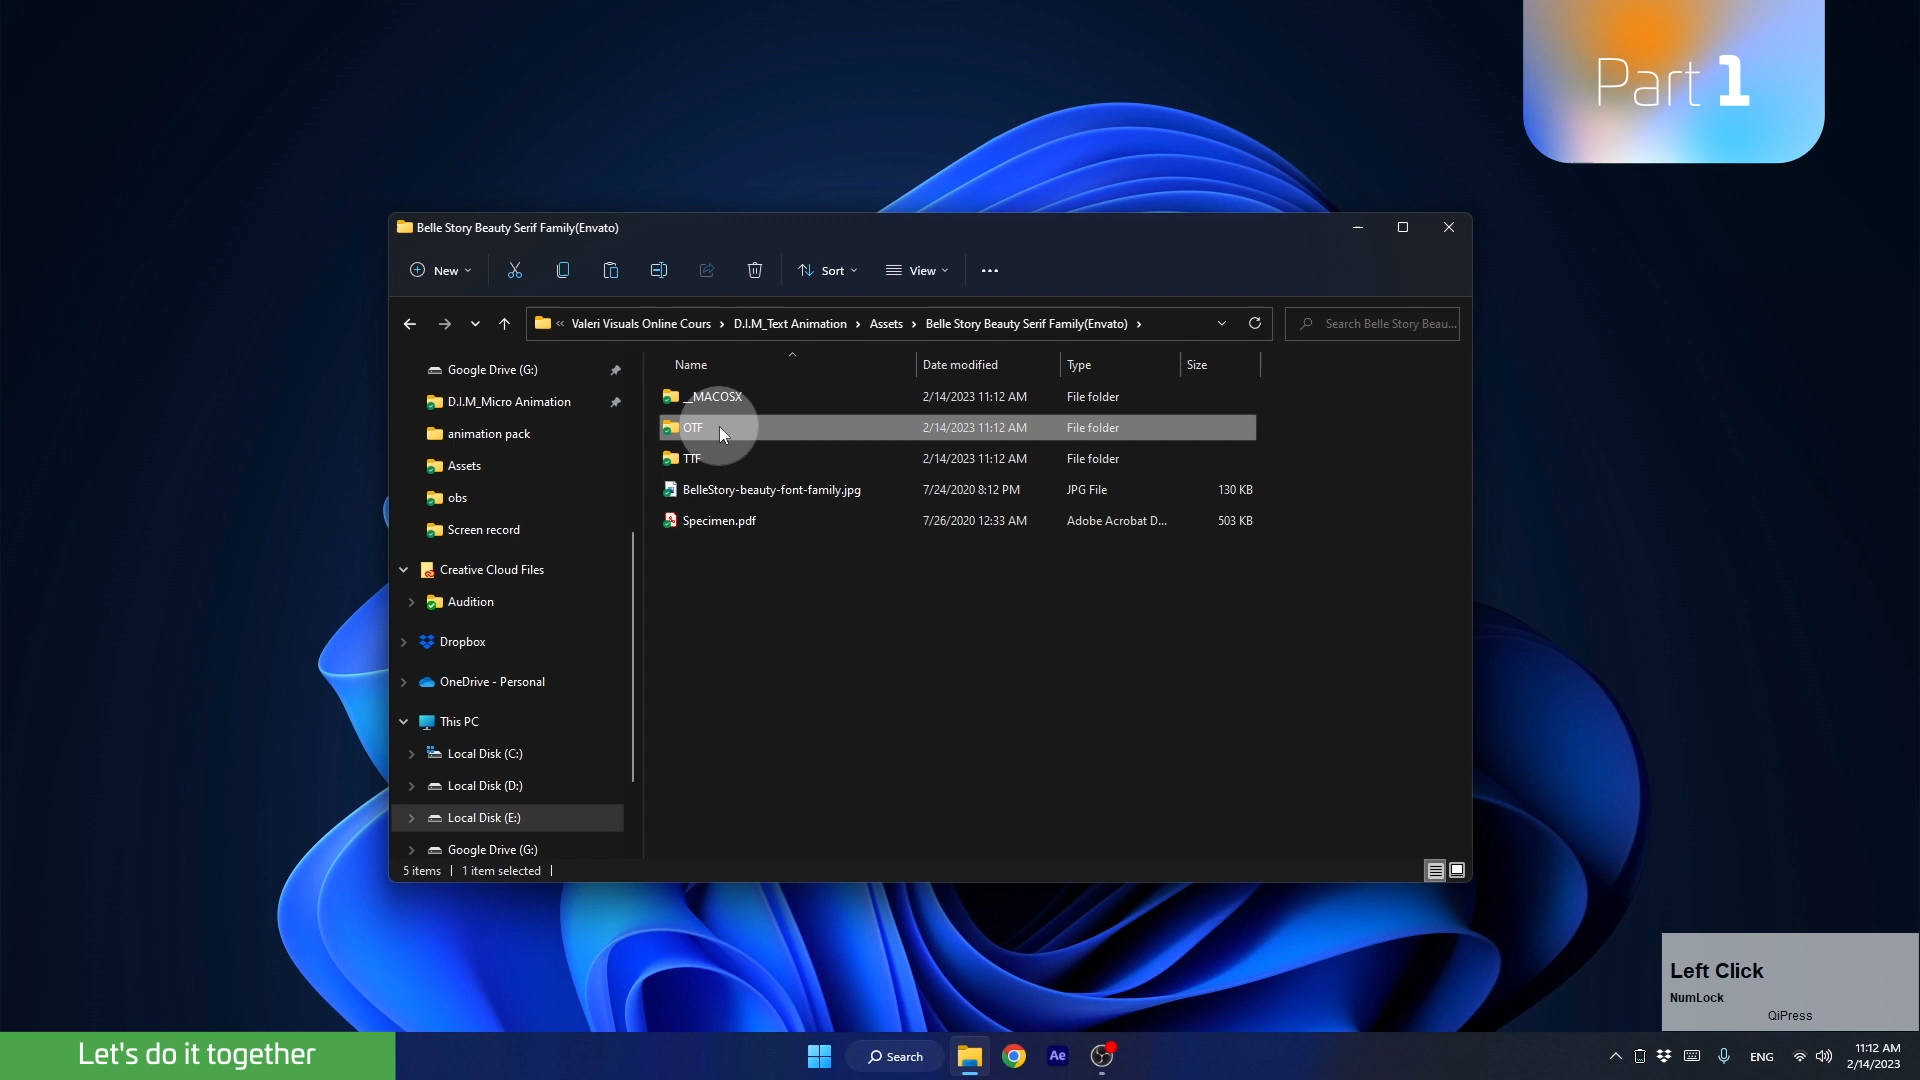 Part 1
Belle Story Beauty Serif Family(Envato)
New
Sort
View
Valeri Visuals Online Cours > D.I.M_Text Animation > Assets > Belle Story Beauty Serif Family(Envato) >
Search Belle Story Beau...
Name Date modified Type Size
Google Drive (G:)
D.I.M_Micro Animation
animation pack
Assets
obs
Screen record
Creative Cloud Files
Audition
Dropbox
OneDrive - Personal
This PC
Local Disk (C:)
Local Disk (D:)
Local Disk (E:)
Google Drive (G:)
__MACOSX 2/14/2023 11:12 AM File folder
OTF 2/14/2023 11:12 AM File folder
TTF 2/14/2023 11:12 AM File folder
BelleStory-beauty-font-family.jpg 7/24/2020 8:12 PM JPG File 130 KB
Specimen.pdf 7/26/2020 12:33 AM Adobe Acrobat D... 503 KB
5 items 1 item selected
Left Click
NumLock
QiPress
Let's do it together
Search
Ae
ENG
11:12 AM
2/14/2023